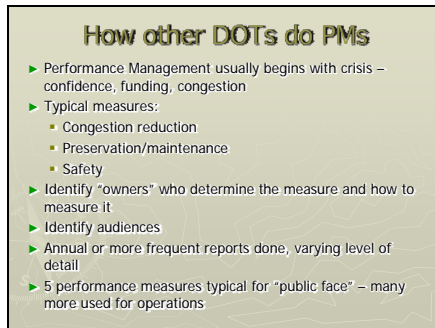 How other DOTs do PMs
► Performance Management usually begins with crisis –
confidence, funding, congestion
► Typical measures:
▪ Congestion reduction
▪ Preservation/maintenance
▪ Safety
► Identify “owners” who determine the measure and how to
measure it
► Identify audiences
► Annual or more frequent reports done, varying level of
detail
► 5 performance measures typical for “public face” – many
more used for operations